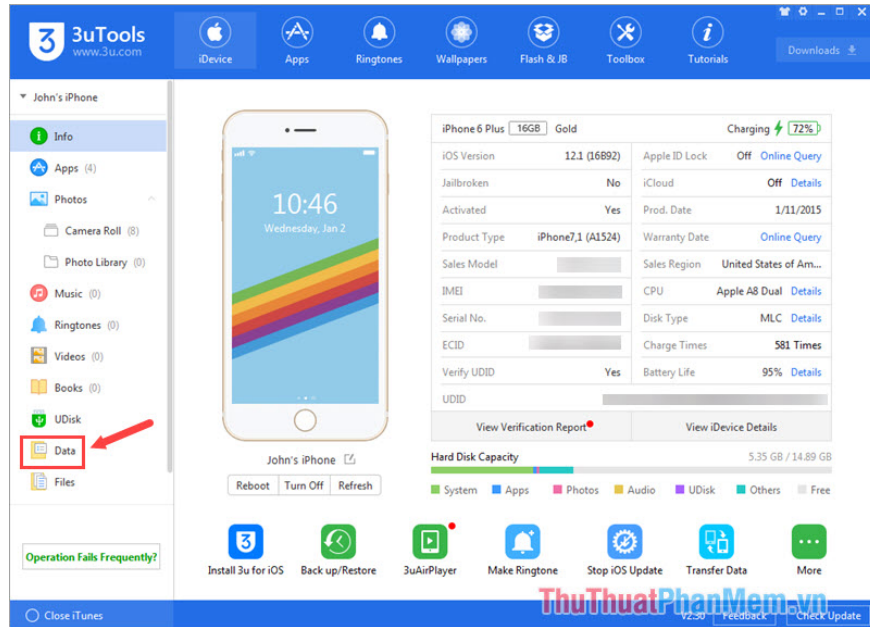 3 3uTools
www.3u.com
iDevice
Apps
Ringtones
Wallpapers
Flash & JB
Toolbox
Tutorials
Downloads
John's iPhone
Info
Apps (4)
Photos
Camera Roll (8)
Photo Library (0)
Music (0)
Ringtones (0)
Videos (0)
Books (0)
UDisk
Data
Files
Operation Fails Frequently?
Close iTunes
10:46
Wednesday, Jan 2
John's iPhone
Reboot Turn Off Refresh
iPhone 6 Plus 16GB Gold Charging 72%
iOS Version 12.1 (16B92) Apple ID Lock Off Online Query
Jailbroken No iCloud Off Details
Activated Yes Prod. Date 1/11/2015
Product Type iPhone7,1 (A1524) Warranty Date Online Query
Sales Model Sales Region United States of Am...
IMEI CPU Apple A8 Dual Details
Serial No. Disk Type MLC Details
ECID Charge Times 581 Times
Verify UDID Yes Battery Life 95% Details
UDID
View Verification Report View iDevice Details
Hard Disk Capacity 5.35 GB / 14.89 GB
System Apps Photos Audio UDisk Others Free
Install 3u for iOS
Back up/Restore
3uAirPlayer
Make Ringtone
Stop iOS Update
Transfer Data
More
ThuThuatPhanMem.vn
V2.30 Feedback Check Update